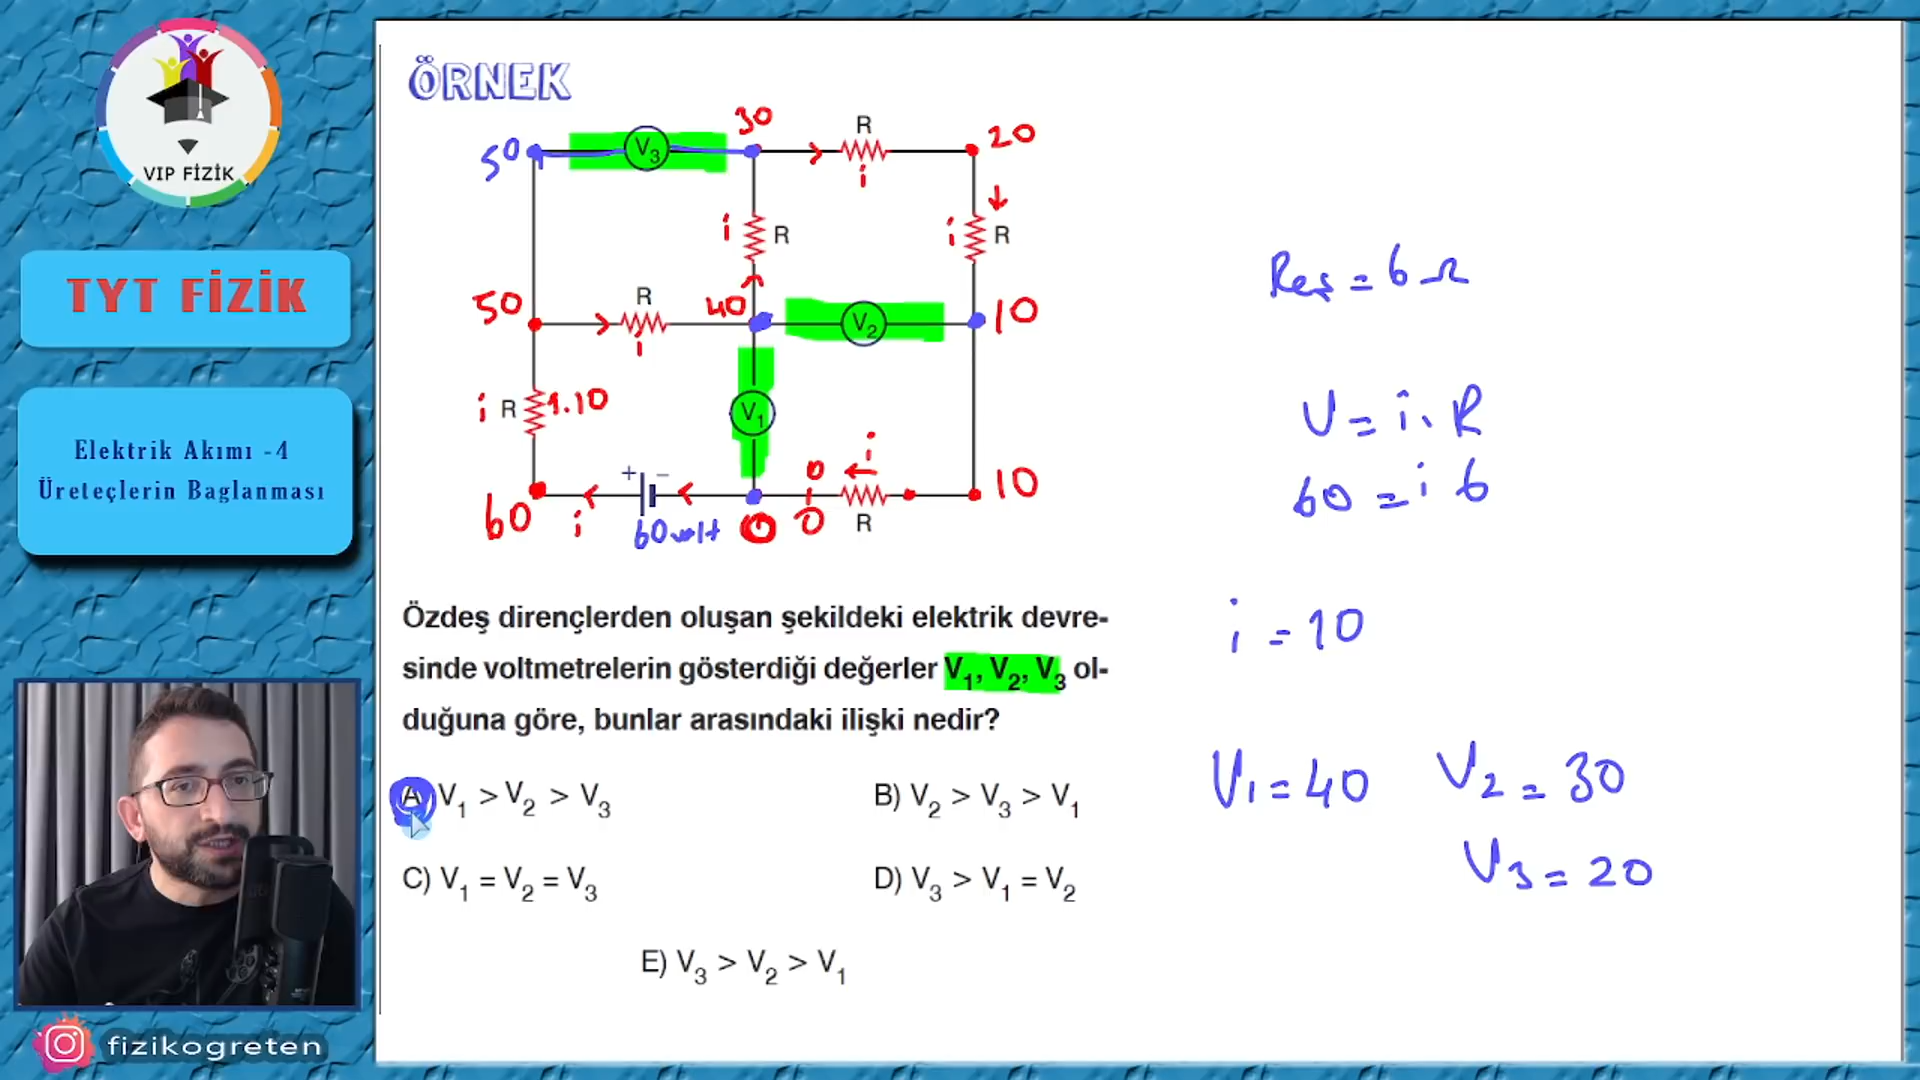 VIP FİZİK
TYT FİZİK
Elektrik Akımı -4
Üreteçlerin Baglanması
fizikogreten
ÖRNEK
50
V3
30
R
i
20
i
R
i
R
50
R
i
40
V2
10
i
R
1.10
V1
i
60
i
+
-
60 volt
0
0
0
R
10
Özdeş dirençlerden oluşan şekildeki elektrik devre-
sinde voltmetrelerin gösterdiği değerler V1, V2, V3 ol-
duğuna göre, bunlar arasındaki ilişki nedir?
A) V1 > V2 > V3
B) V2 > V3 > V1
C) V1 = V2 = V3
D) V3 > V1 = V2
E) V3 > V2 > V1
Reş = 6 Ω
V = i. R
60 = i 6
i = 10
V1 = 40 V2 = 30
V3 = 20